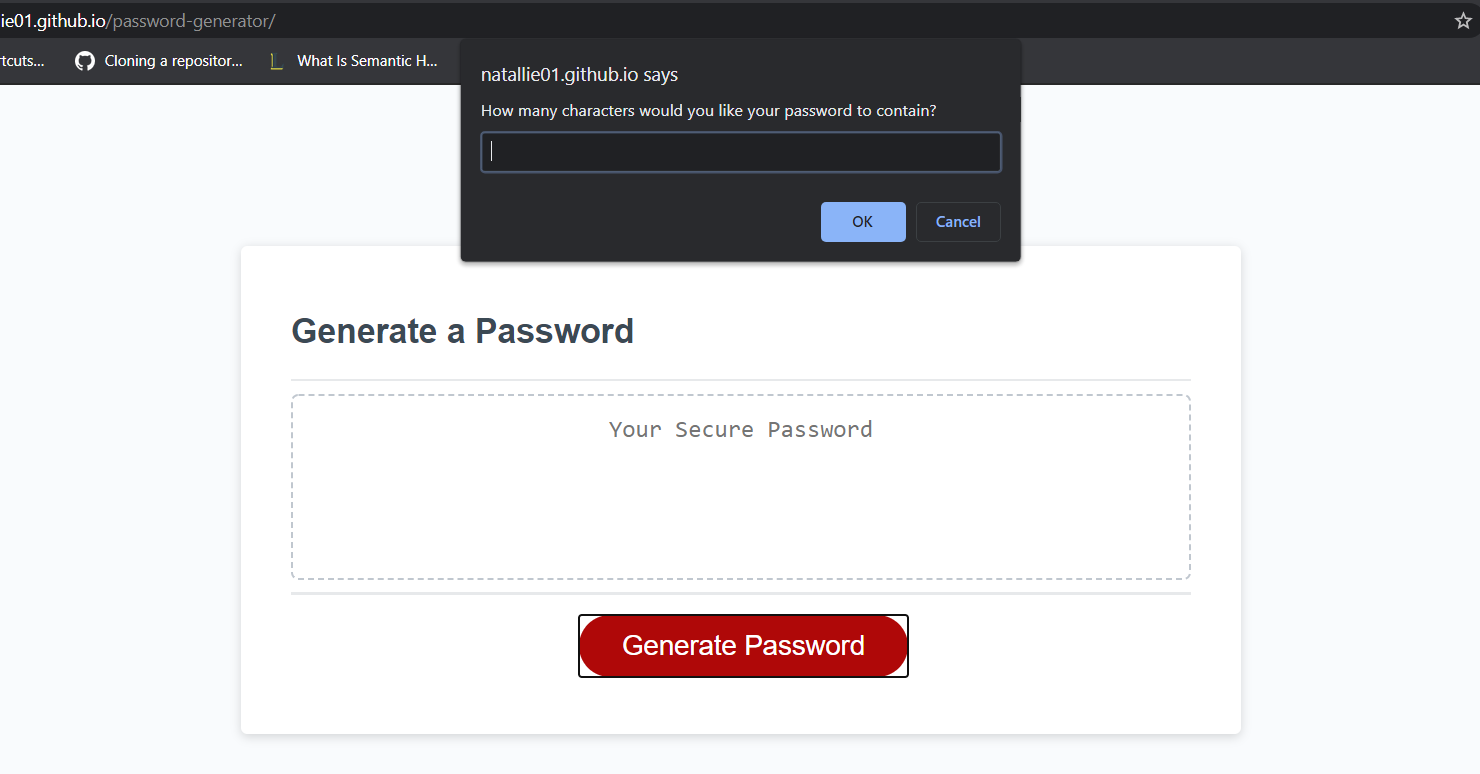 ie01.github.io/password-generator/
rtcuts... Cloning a repositor... What Is Semantic H...
natallie01.github.io says
How many characters would you like your password to contain?
OK Cancel
Generate a Password
Your Secure Password
Generate Password